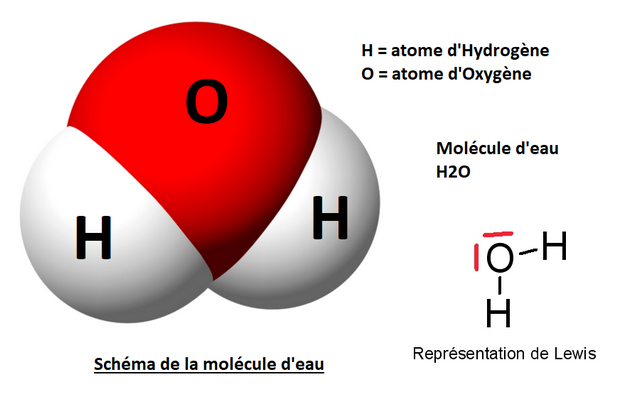 O
H
H
H = atome d'Hydrogène
O = atome d'Oxygène
Molécule d'eau
H2O
O H
H
Schéma de la molécule d'eau
Représentation de Lewis